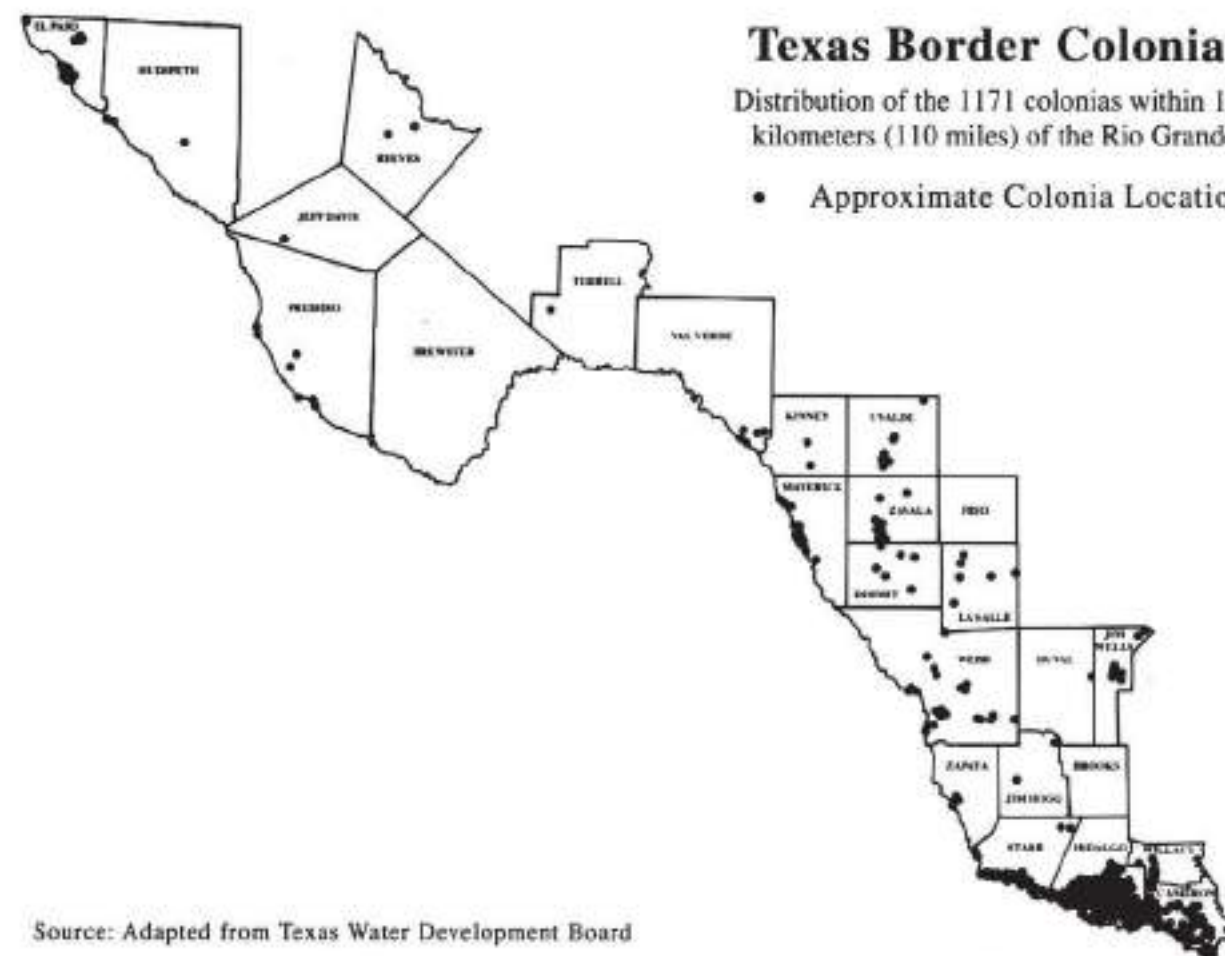 Texas Border Colonia
Distribution of the 1171 colonias within 1
kilometers (110 miles) of the Rio Grand
• Approximate Colonia Locatio
EL PASO
HUDSPETH
REEVES
JEFF DAVIS
PRESIDIO
BREWSTER
TERRELL
VAL VERDE
KINNEY
UVALDE
MAVERICK
ZAVALA
FRIO
DIMMIT
LA SALLE
WEBB
DUVAL
JIM
WELLS
ZAPATA
JIM HOGG
BROOKS
STARR
HIDALGO
WILLACY
CAMERON
Source: Adapted from Texas Water Development Board